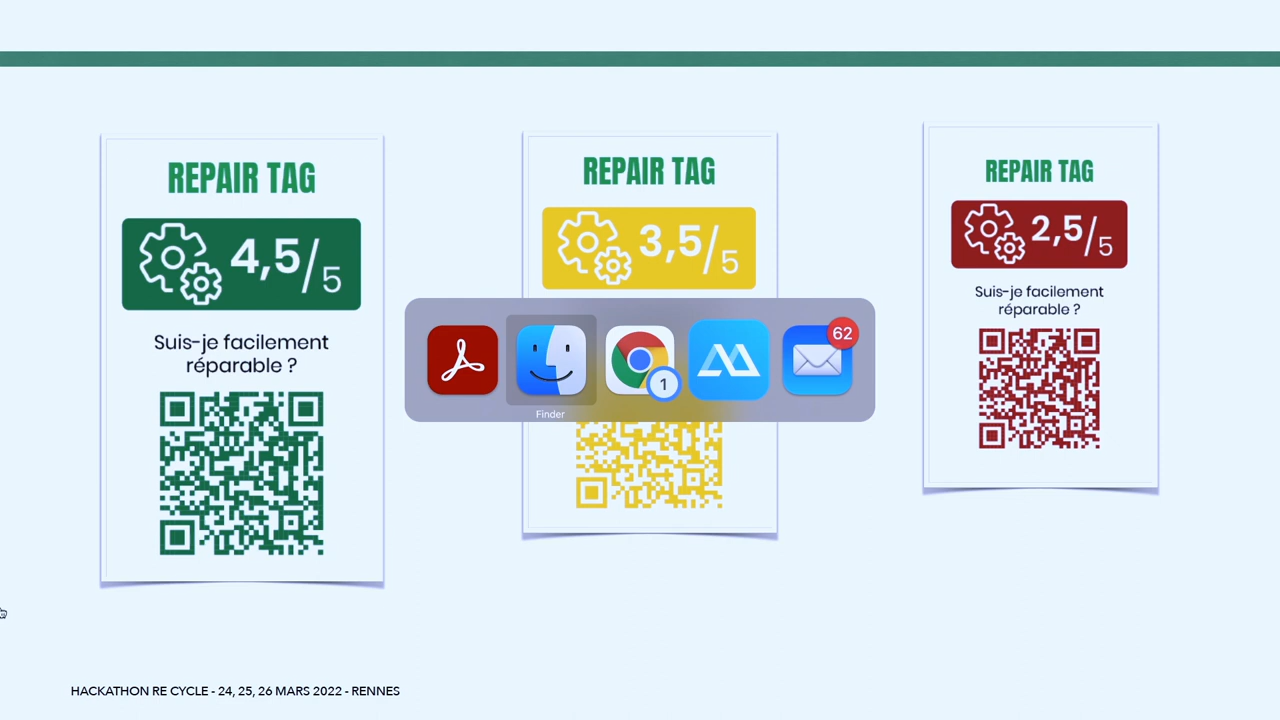 REPAIR TAG
4,5/5
Suis-je facilement
réparable ?
REPAIR TAG
3,5/5
REPAIR TAG
2,5/5
Suis-je facilement
réparable ?
62
1
Finder
HACKATHON RE CYCLE - 24, 25, 26 MARS 2022 - RENNES